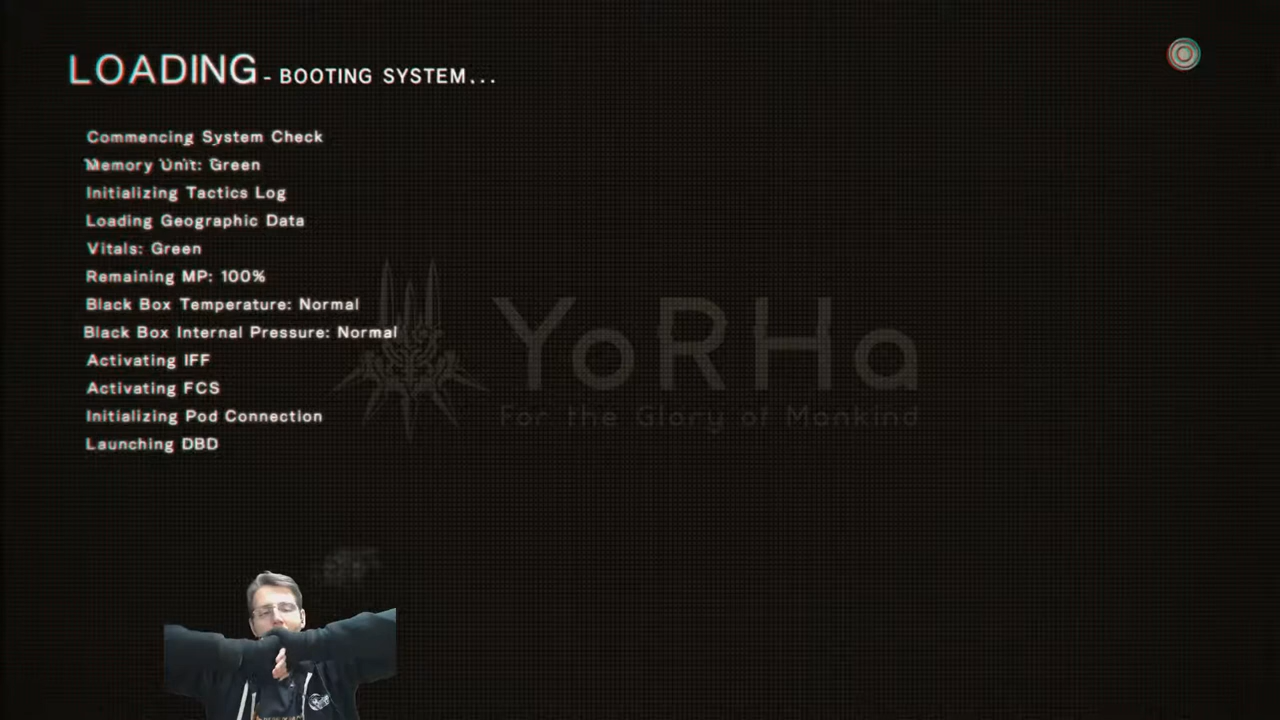 LOADING - BOOTING SYSTEM...
Commencing System Check
Memory Unit: Green
Initializing Tactics Log
Loading Geographic Data
Vitals: Green
Remaining MP: 100%
Black Box Temperature: Normal
Black Box Internal Pressure: Normal
Activating IFF
Activating FCS
Initializing Pod Connection
Launching DBD
YoRHa
For the Glory of Mankind